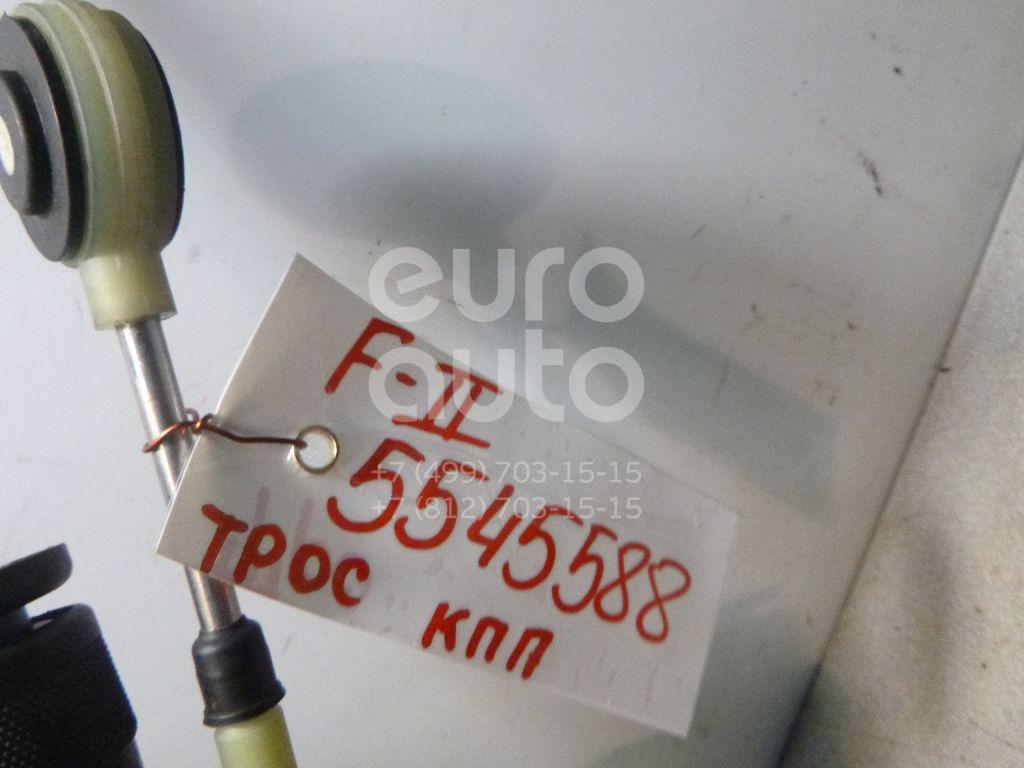 euro
auto
F-II
+7 (499) 703-15-15
+7 (812) 703-15-15
5545588
ТРОС КПП